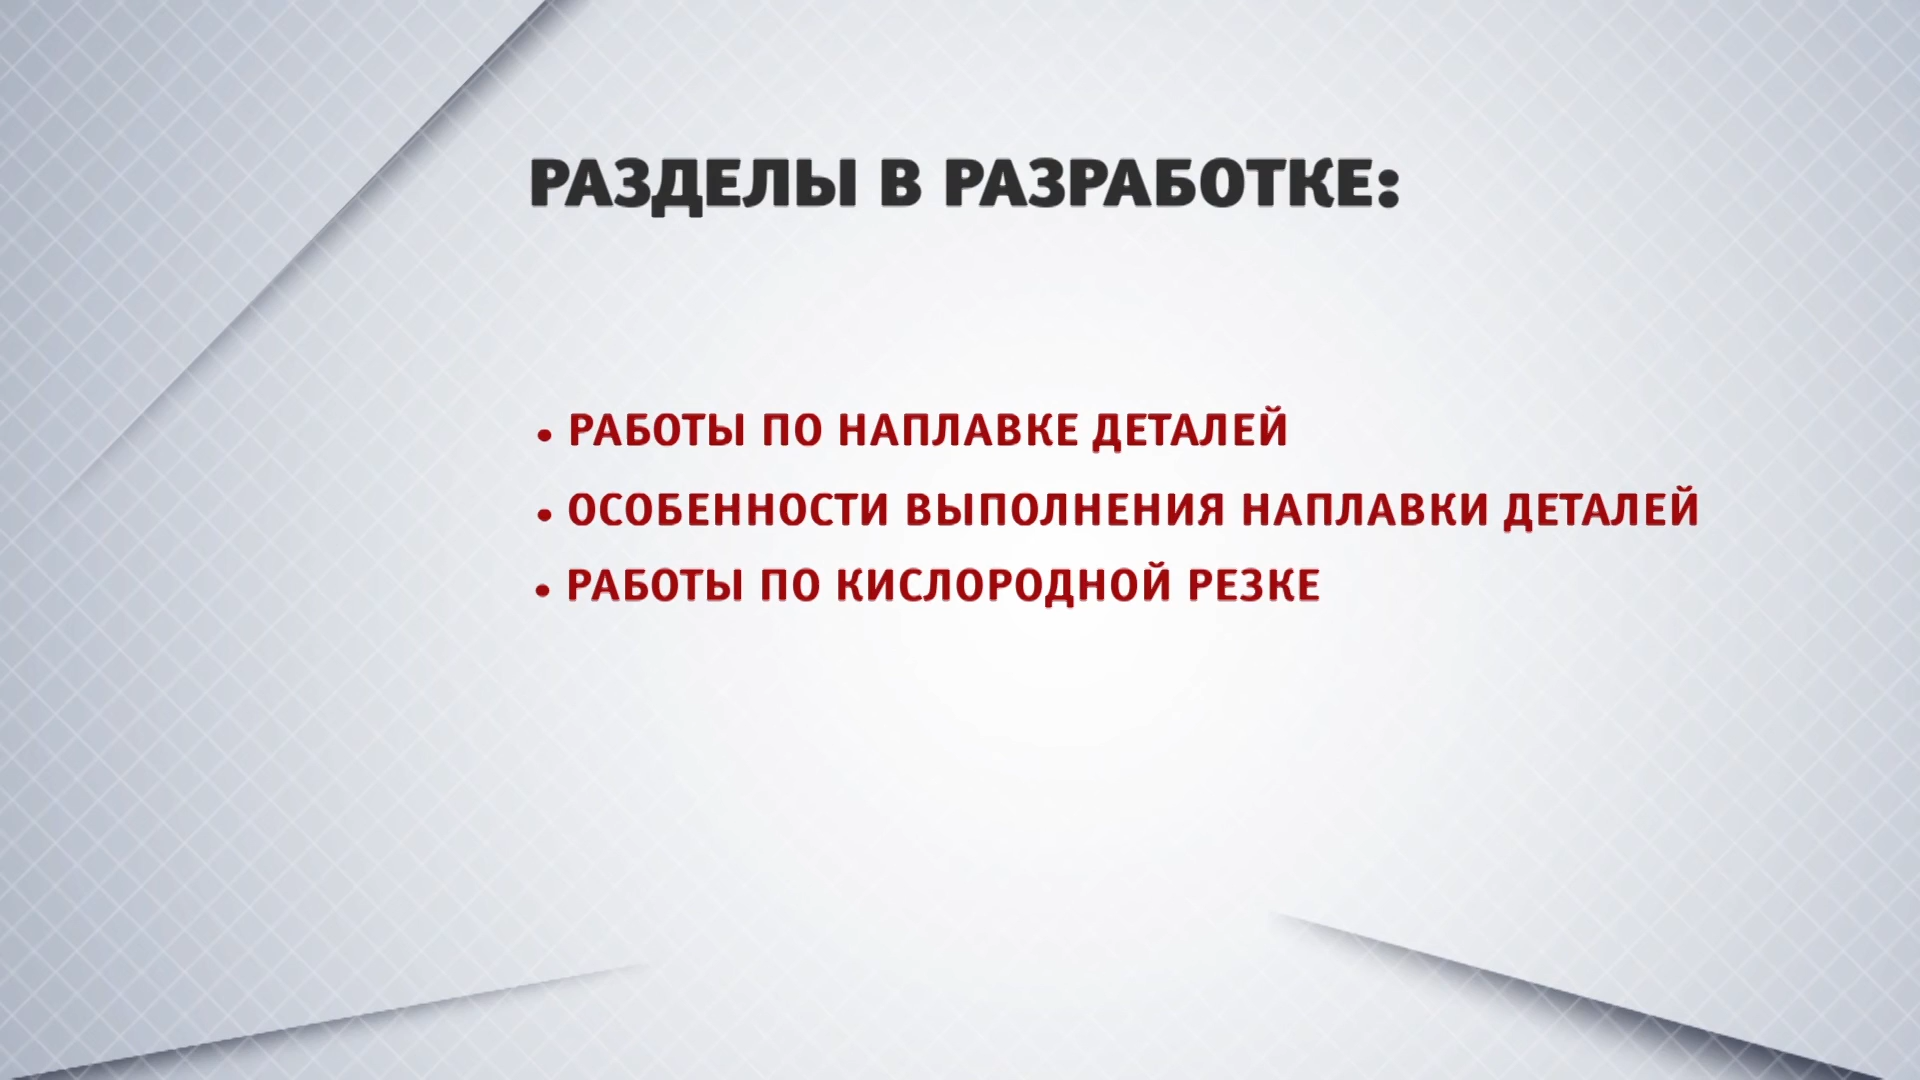 РАЗДЕЛЫ В РАЗРАБОТКЕ:
• РАБОТЫ ПО НАПЛАВКЕ ДЕТАЛЕЙ
• ОСОБЕННОСТИ ВЫПОЛНЕНИЯ НАПЛАВКИ ДЕТАЛЕЙ
• РАБОТЫ ПО КИСЛОРОДНОЙ РЕЗКЕ